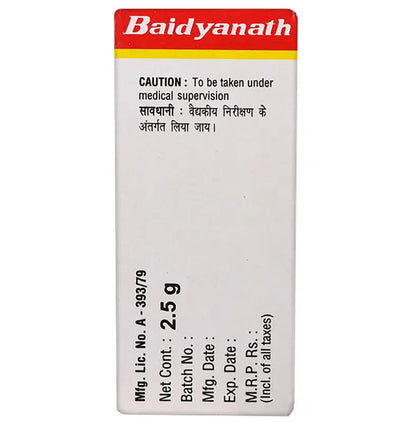 Baidyanath
CAUTION : To be taken under
medical supervision
सावधानी : वैद्यकीय निरीक्षण के
अंतर्गत लिया जाय।
Mfg. Lic. No. A - 393/79
Net Cont. : 2.5 g
Batch No. :
Mfg. Date :
Exp. Date :
M.R.P. Rs. :
(Incl. of all taxes)